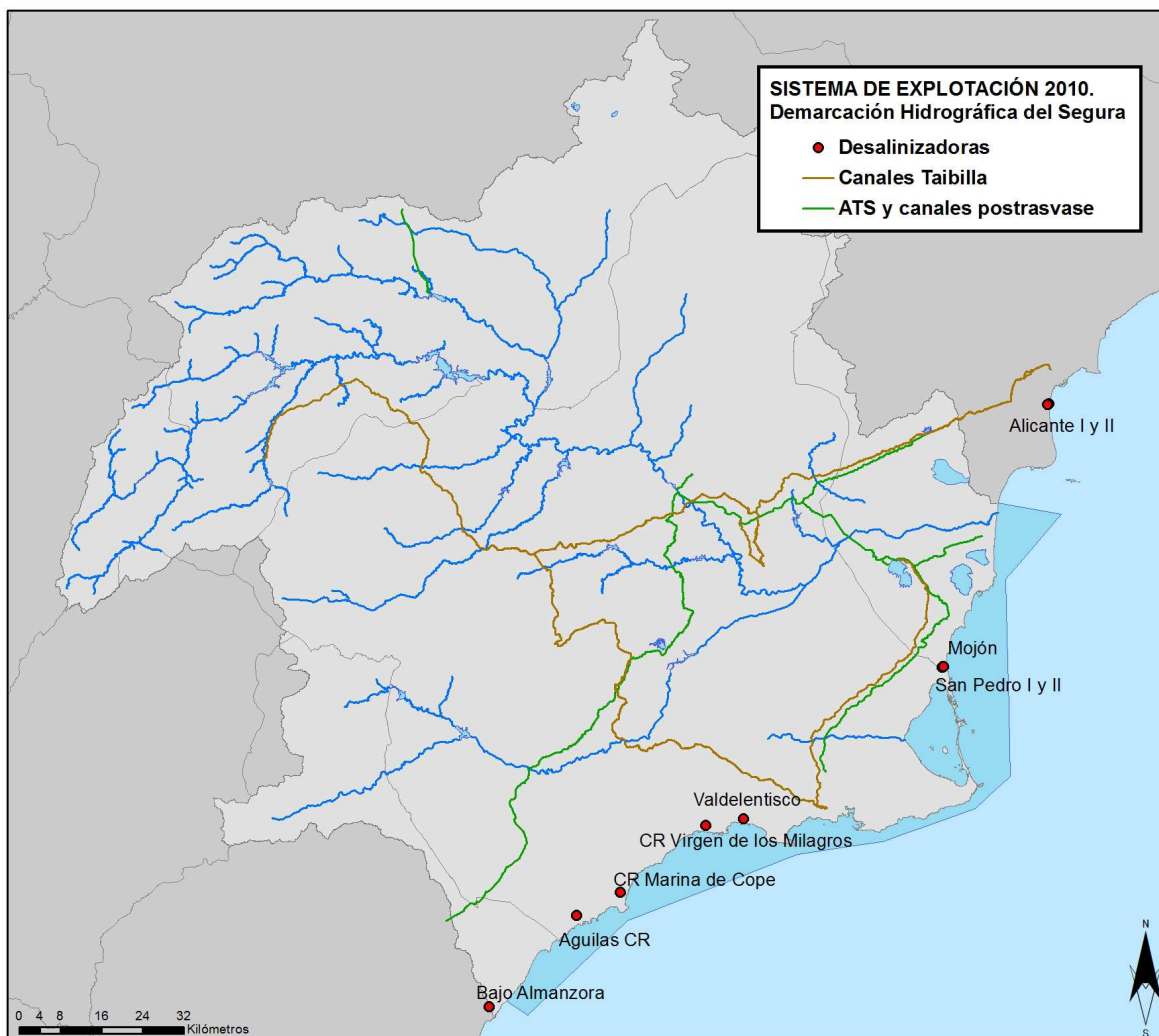 SISTEMA DE EXPLOTACIÓN 2010.
Demarcación Hidrográfica del Segura
Desalinizadoras
Canales Taibilla
ATS y canales postrasvase
Alicante I y II
Mojón
San Pedro I y II
Valdelentisco
CR Virgen de los Milagros
CR Marina de Cope
Aguilas CR
Bajo Almanzora
0 4 8 16 24 32
Kilómetros
N
S